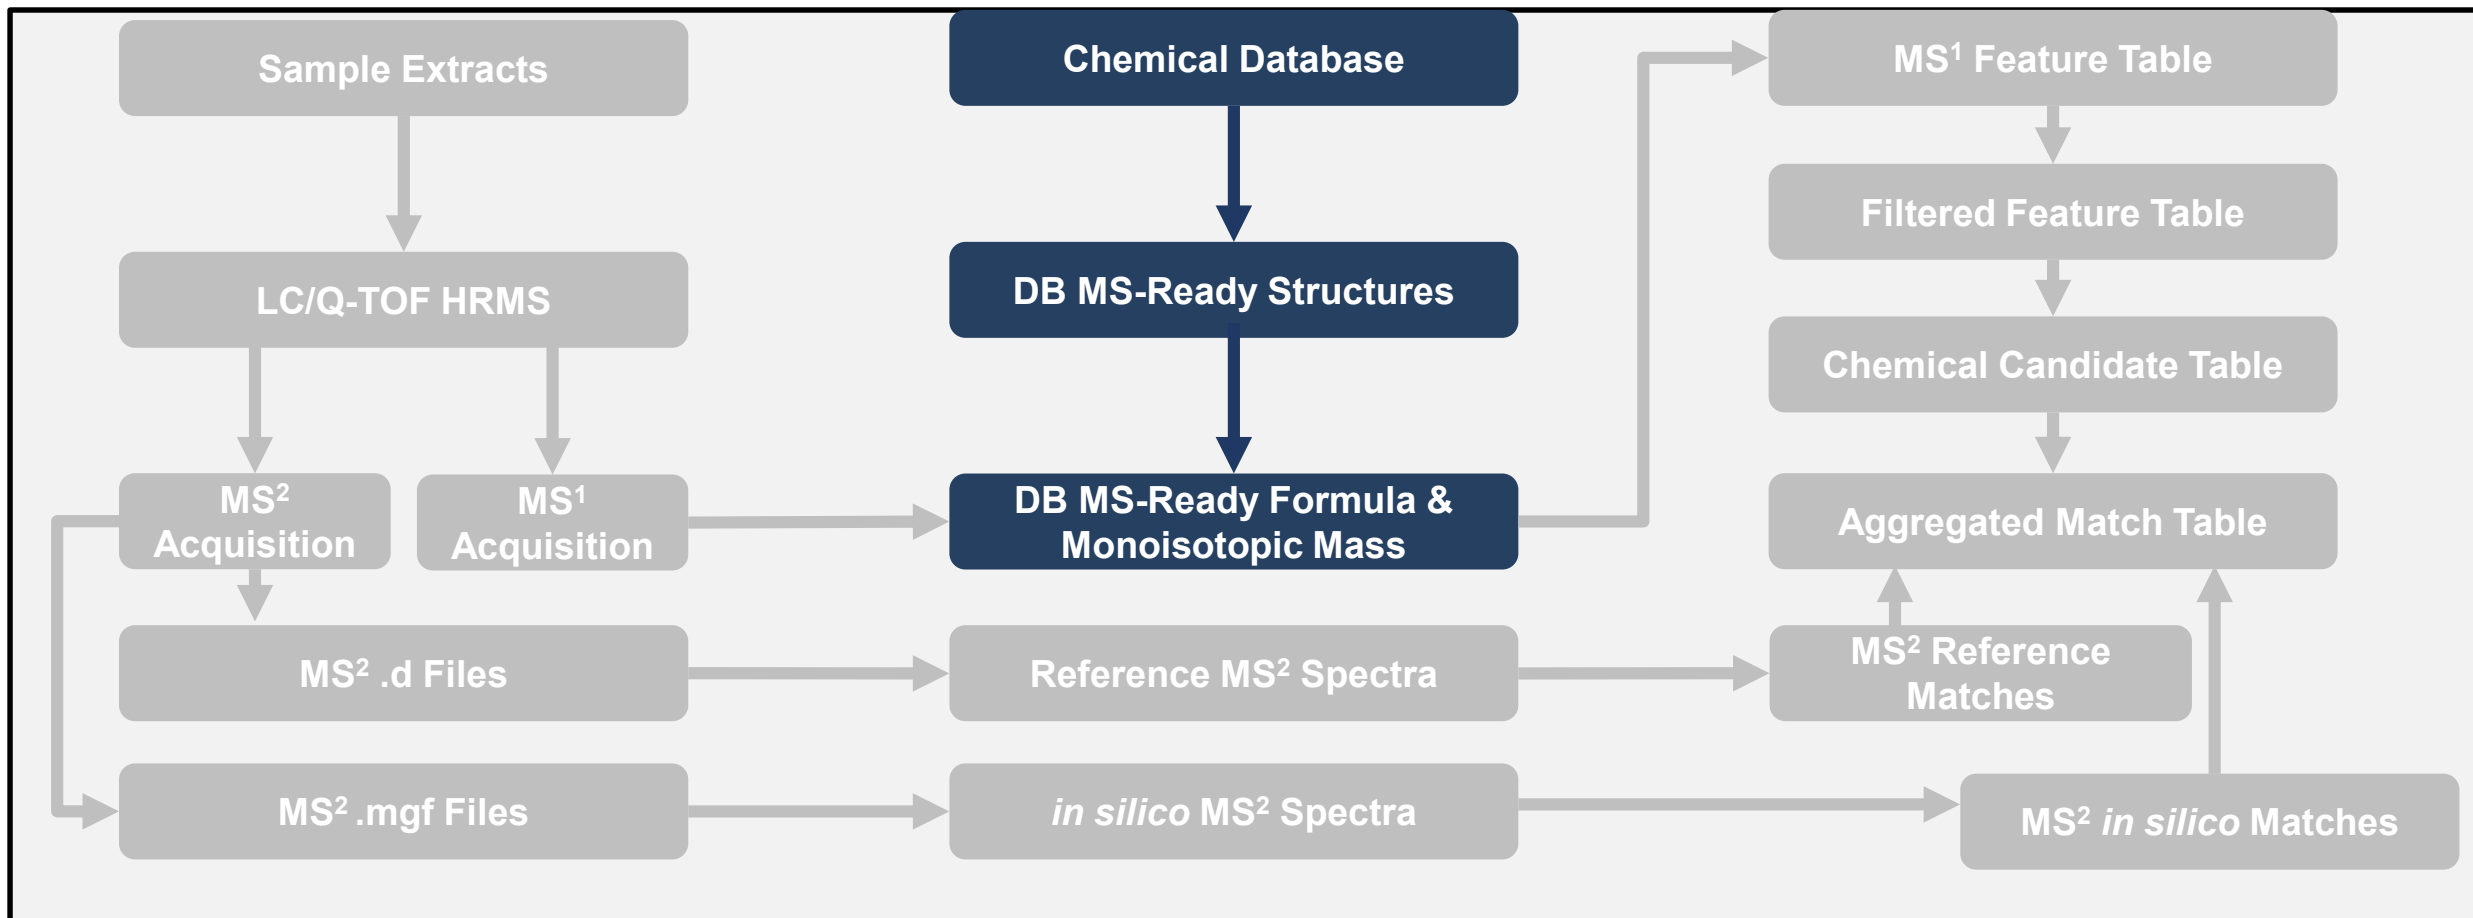 Sample Extracts
LC/Q-TOF HRMS
MS²
Acquisition
MS¹
Acquisition
MS² .d Files
MS² .mgf Files
Chemical Database
DB MS-Ready Structures
DB MS-Ready Formula &
Monoisotopic Mass
Reference MS² Spectra
in silico MS² Spectra
MS¹ Feature Table
Filtered Feature Table
Chemical Candidate Table
Aggregated Match Table
MS² Reference
Matches
MS² in silico Matches